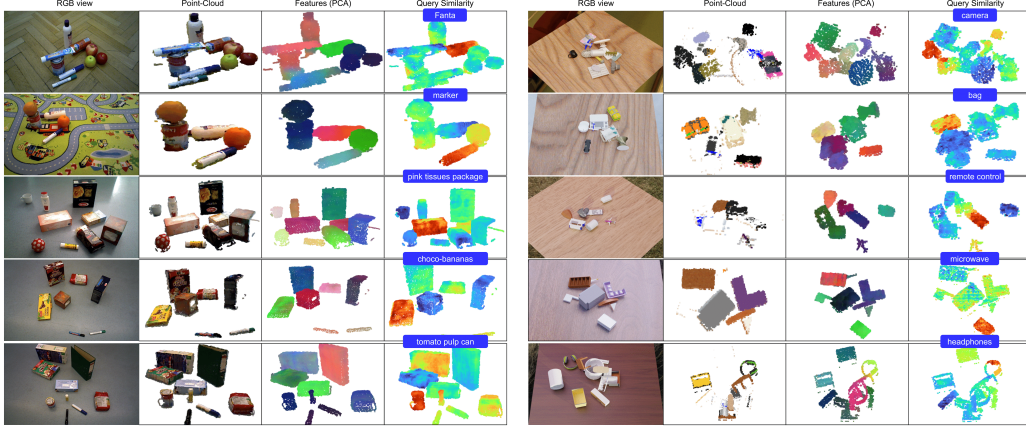 RGB view Point-Cloud Features (PCA) Query Similarity
Fanta
marker
pink tissues package
choco-bananas
tomato pulp can
RGB view Point-Cloud Features (PCA) Query Similarity
camera
bag
remote control
microwave
headphones